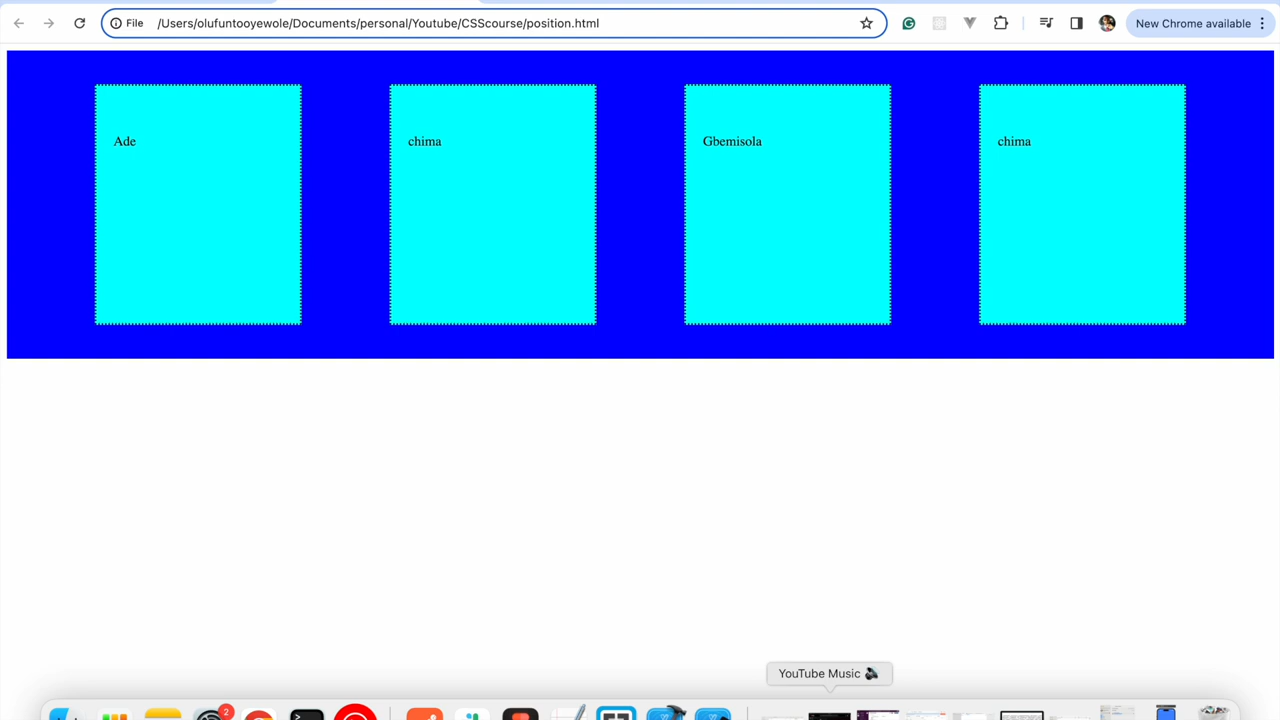 File /Users/olufuntooyewole/Documents/personal/Youtube/CSScourse/position.html New Chrome available
Ade chima Gbemisola chima
YouTube Music
2